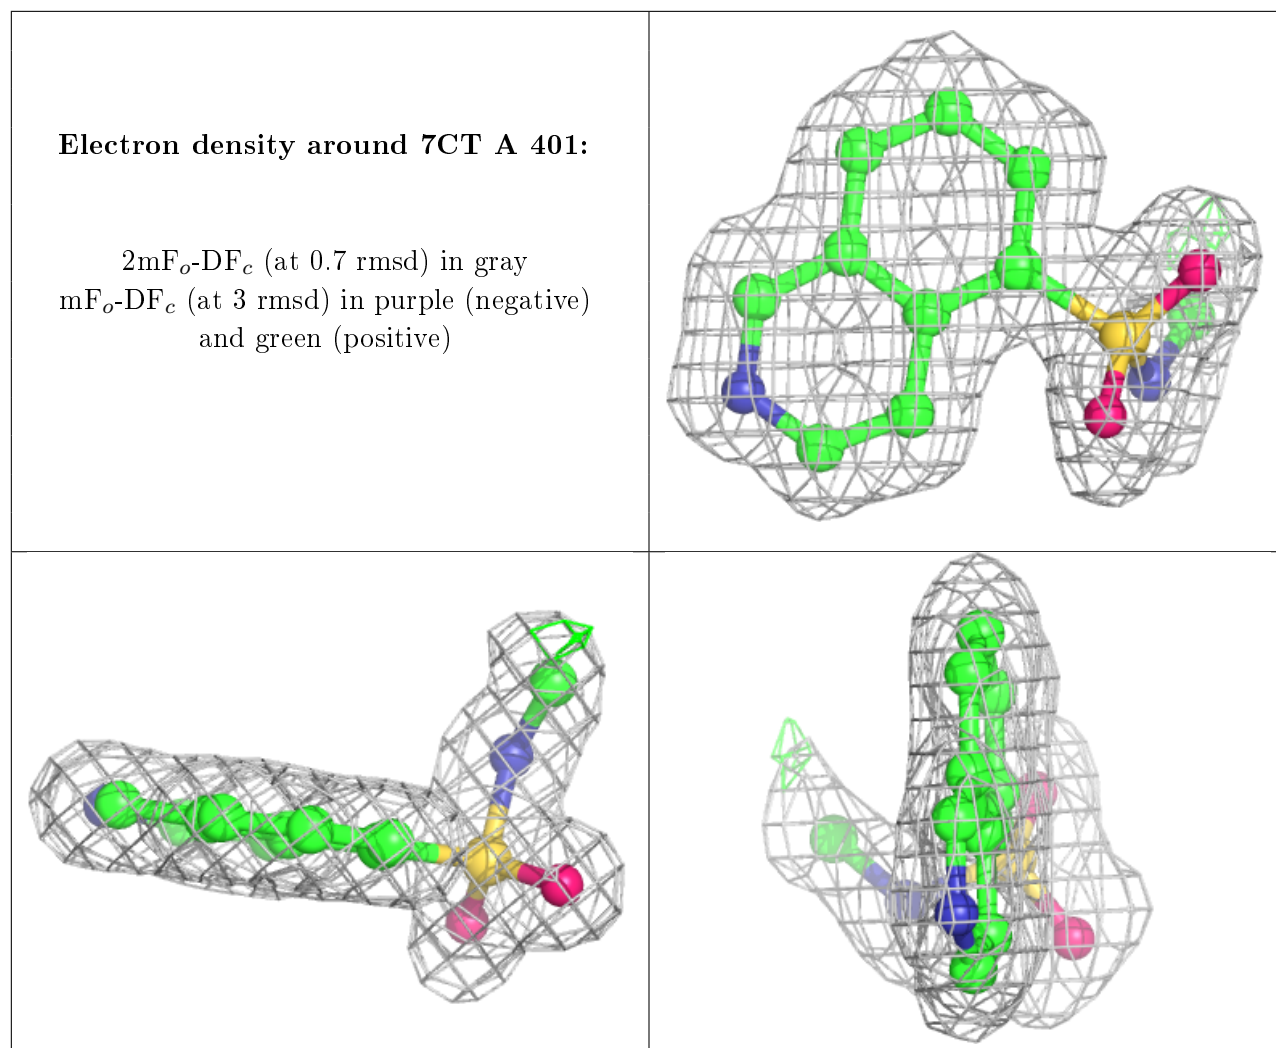 Electron density around 7CT A 401:
2mFₒ-DF𝒸 (at 0.7 rmsd) in gray
mFₒ-DF𝒸 (at 3 rmsd) in purple (negative)
and green (positive)